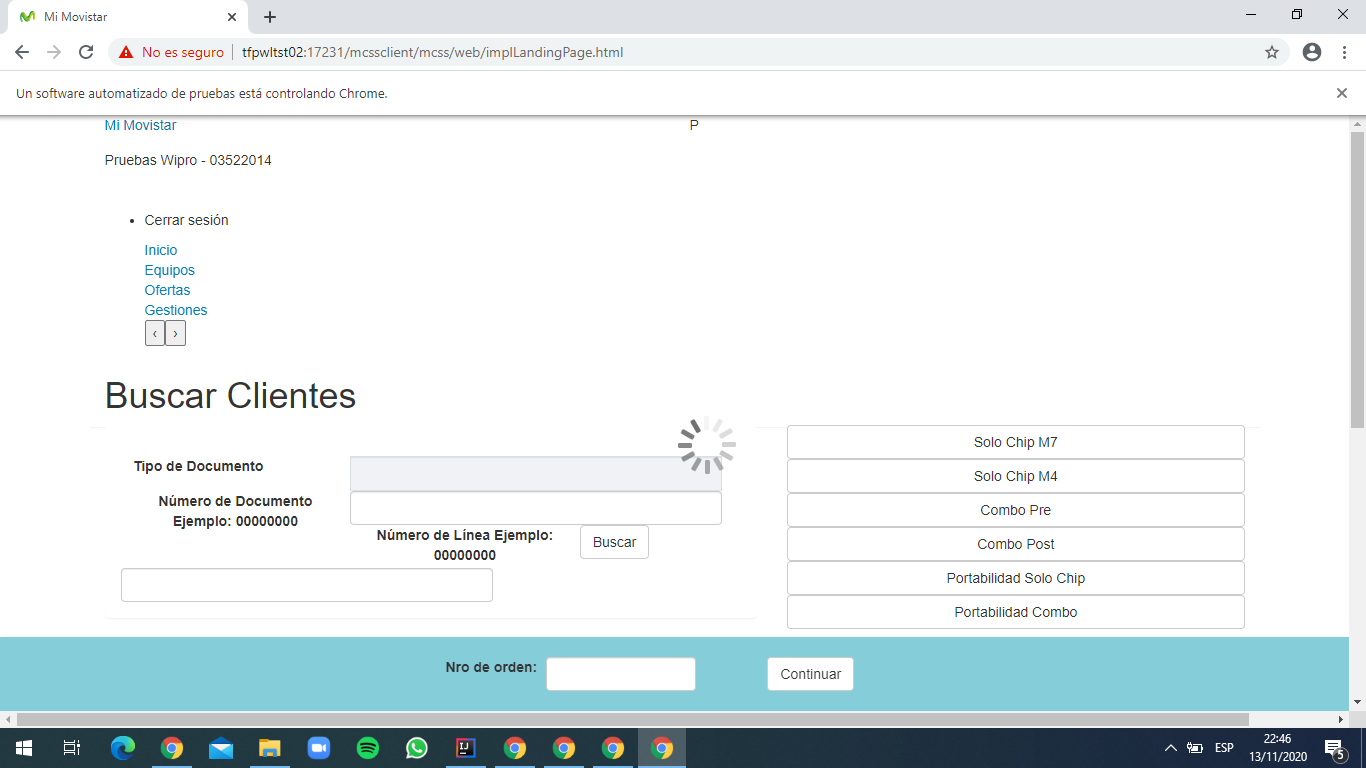 Mi Movistar
No es seguro
tfpwltst02:17231/mcssclient/mcss/web/implLandingPage.html
Un software automatizado de pruebas está controlando Chrome.
Mi Movistar
P
Pruebas Wipro - 03522014
Cerrar sesión
Inicio
Equipos
Ofertas
Gestiones
‹ ›
Buscar Clientes
Tipo de Documento
Número de Documento
Ejemplo: 00000000
Número de Línea Ejemplo:
00000000
Buscar
Solo Chip M7
Solo Chip M4
Combo Pre
Combo Post
Portabilidad Solo Chip
Portabilidad Combo
Nro de orden:
Continuar
IJ
ESP
22:46
13/11/2020
5